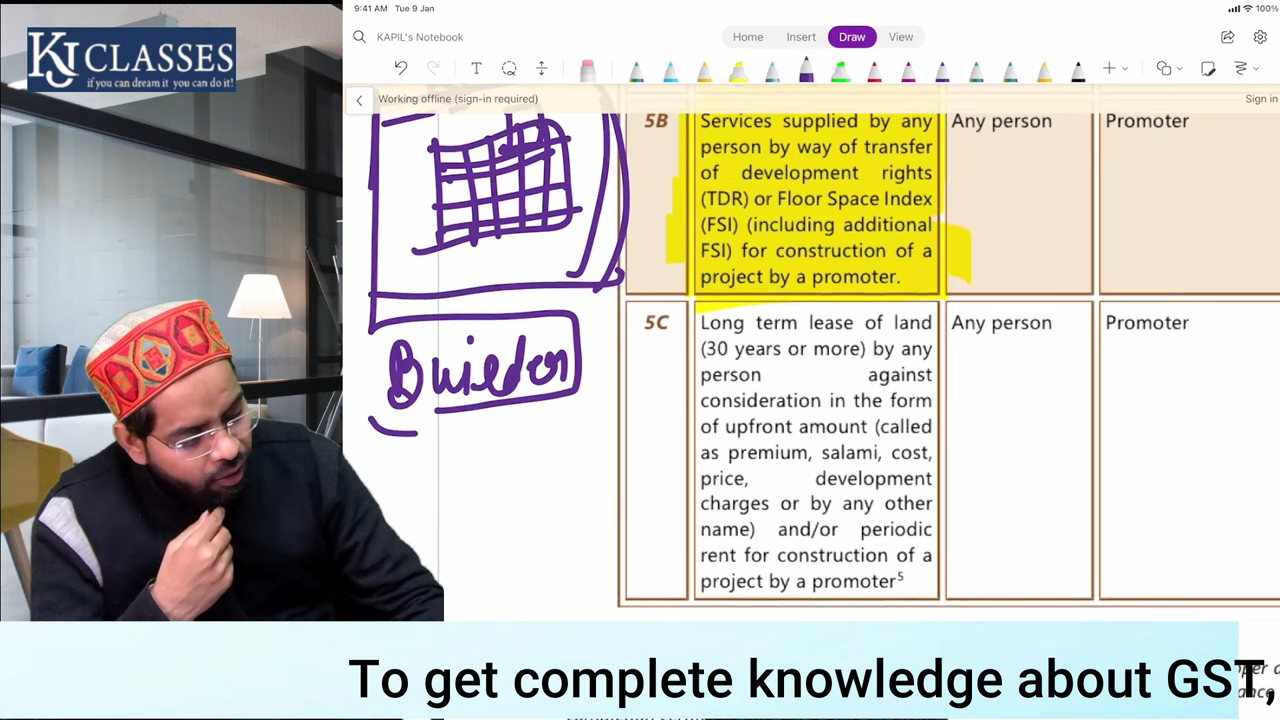 9:41 AM Tue 9 Jan
100%
KJ CLASSES
if you can dream it you can do it!
KAPIL's Notebook
Home
Insert
Draw
View
Working offline (sign-in required)
Sign in
5B
Services supplied by any
person by way of transfer
of development rights
(TDR) or Floor Space Index
(FSI) (including additional
FSI) for construction of a
project by a promoter.
Any person
Promoter
Builder
5C
Long term lease of land
(30 years or more) by any
person against
consideration in the form
of upfront amount (called
as premium, salami, cost,
price, development
charges or by any other
name) and/or periodic
rent for construction of a
project by a promoter⁵
Any person
Promoter
To get complete knowledge about GST,